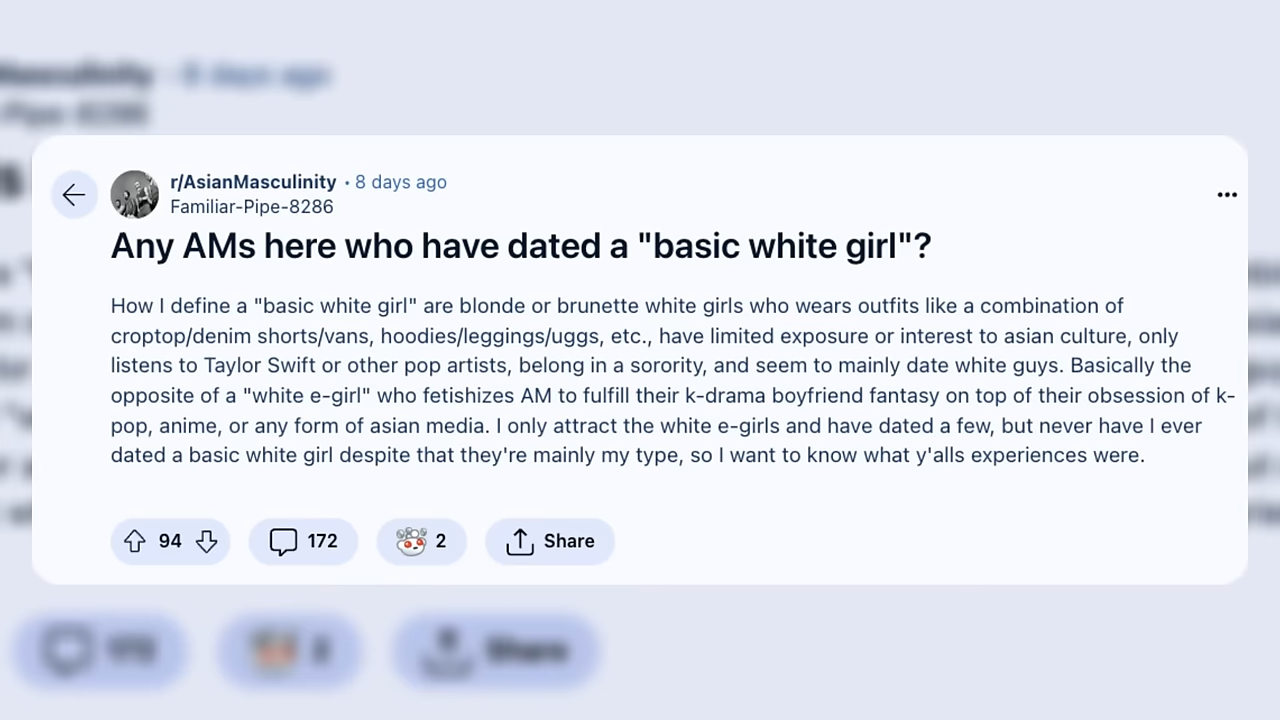 r/AsianMasculinity • 8 days ago
Familiar-Pipe-8286
Any AMs here who have dated a "basic white girl"?
How I define a "basic white girl" are blonde or brunette white girls who wears outfits like a combination of
croptop/denim shorts/vans, hoodies/leggings/uggs, etc., have limited exposure or interest to asian culture, only
listens to Taylor Swift or other pop artists, belong in a sorority, and seem to mainly date white guys. Basically the
opposite of a "white e-girl" who fetishizes AM to fulfill their k-drama boyfriend fantasy on top of their obsession of k-
pop, anime, or any form of asian media. I only attract the white e-girls and have dated a few, but never have I ever
dated a basic white girl despite that they're mainly my type, so I want to know what y'alls experiences were.
94 172 2 Share